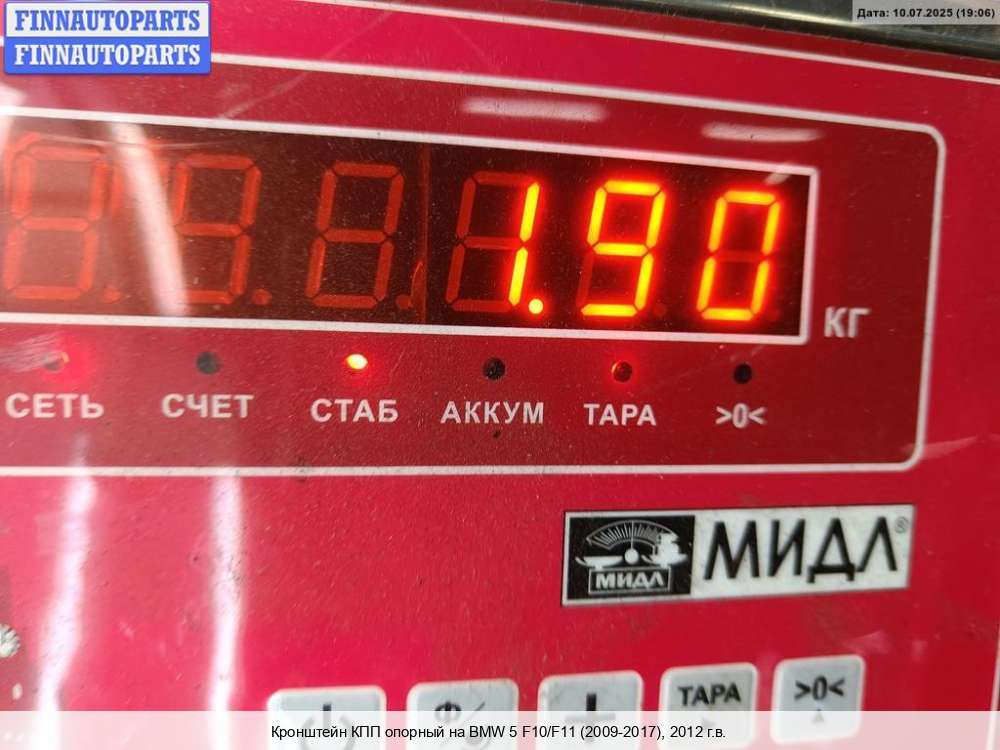 FINNAUTOPARTS
FINNAUTOPARTS
Дата: 10.07.2025 (19:06)
1.90
КГ
СЕТЬ СЧЕТ СТАБ АККУМ ТАРА >0<
МИДЛ МИДЛ®
ТАРА >0<
Кронштейн КПП опорный на BMW 5 F10/F11 (2009-2017), 2012 г.в.